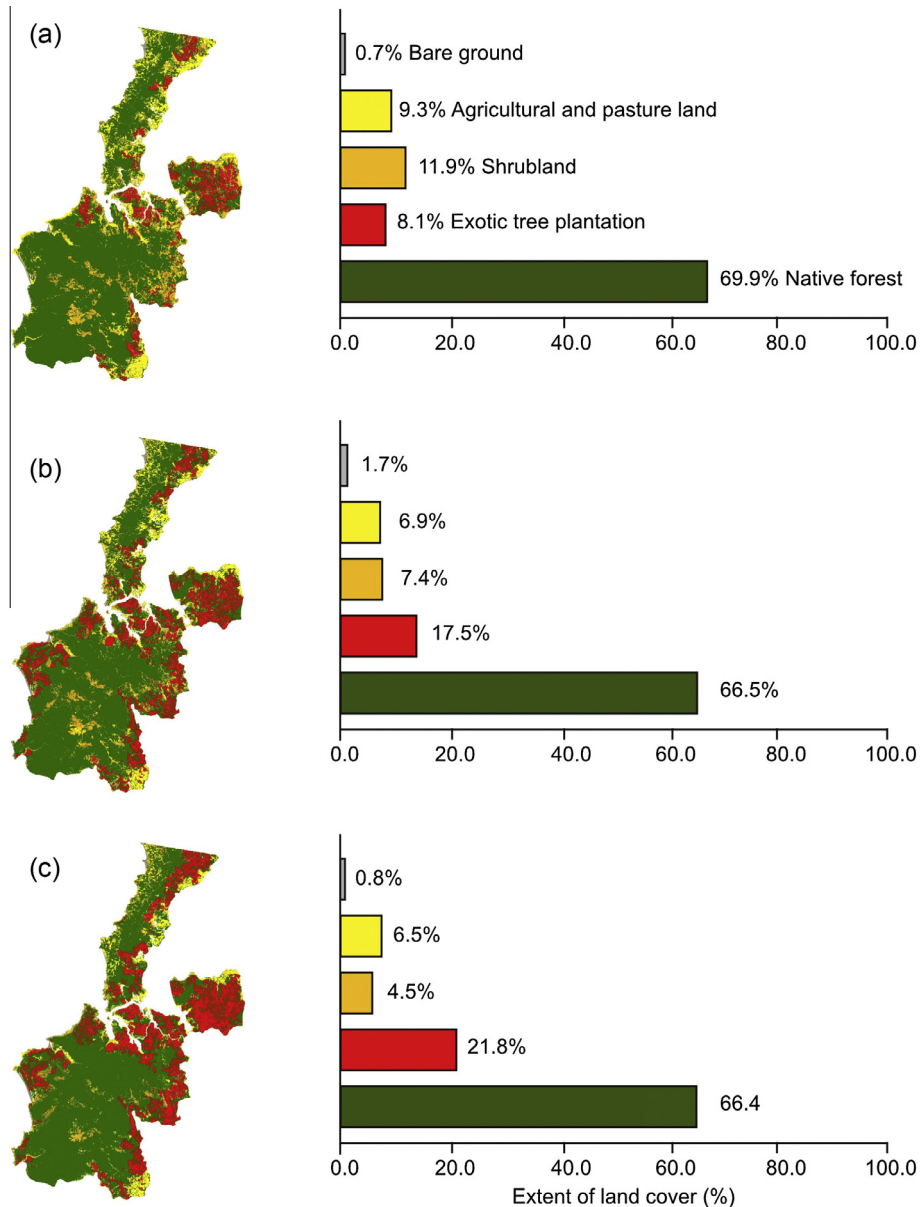 (a)
0.7% Bare ground
9.3% Agricultural and pasture land
11.9% Shrubland
8.1% Exotic tree plantation
69.9% Native forest
0.0 20.0 40.0 60.0 80.0 100.0
(b)
1.7%
6.9%
7.4%
17.5%
66.5%
0.0 20.0 40.0 60.0 80.0 100.0
(c)
0.8%
6.5%
4.5%
21.8%
66.4
0.0 20.0 40.0 60.0 80.0 100.0
Extent of land cover (%)